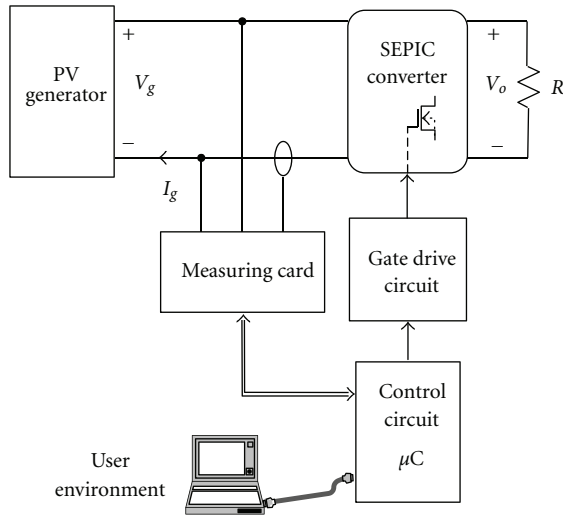 PV
generator
+
V_g
−
I_g
SEPIC
converter
+
V_o
−
R
Measuring card
Gate drive
circuit
Control
circuit
μC
User
environment